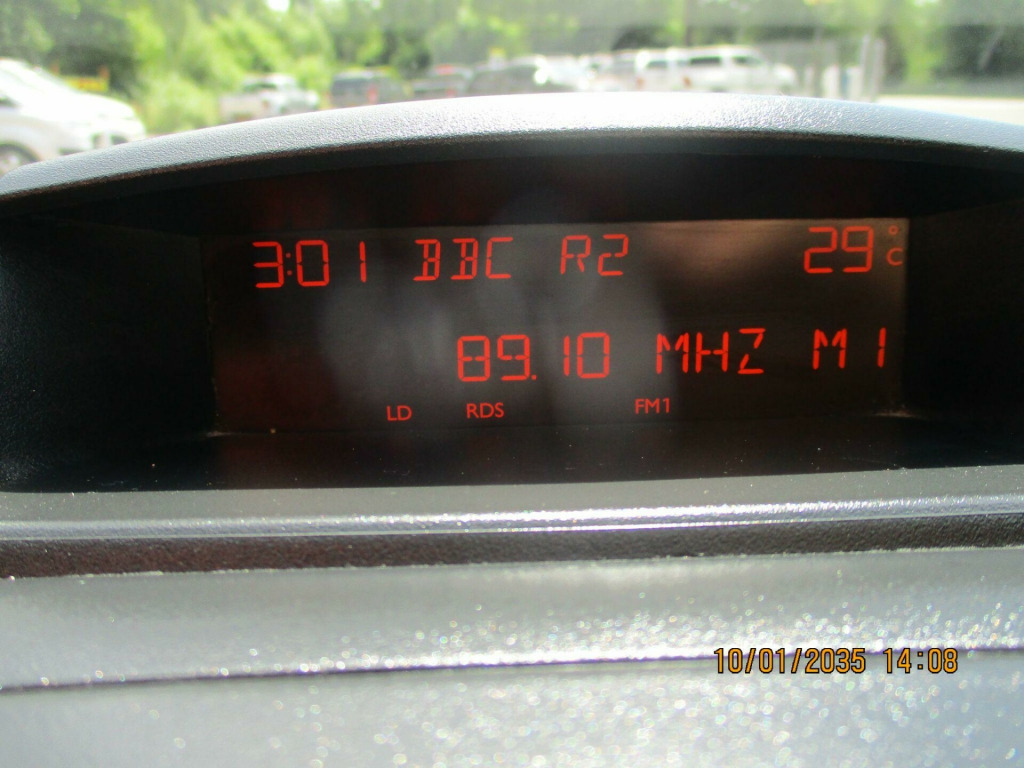 3:01 BBC R2 29°C
89.10 MHZ M1
LD RDS FM1
10/01/2035 14:08